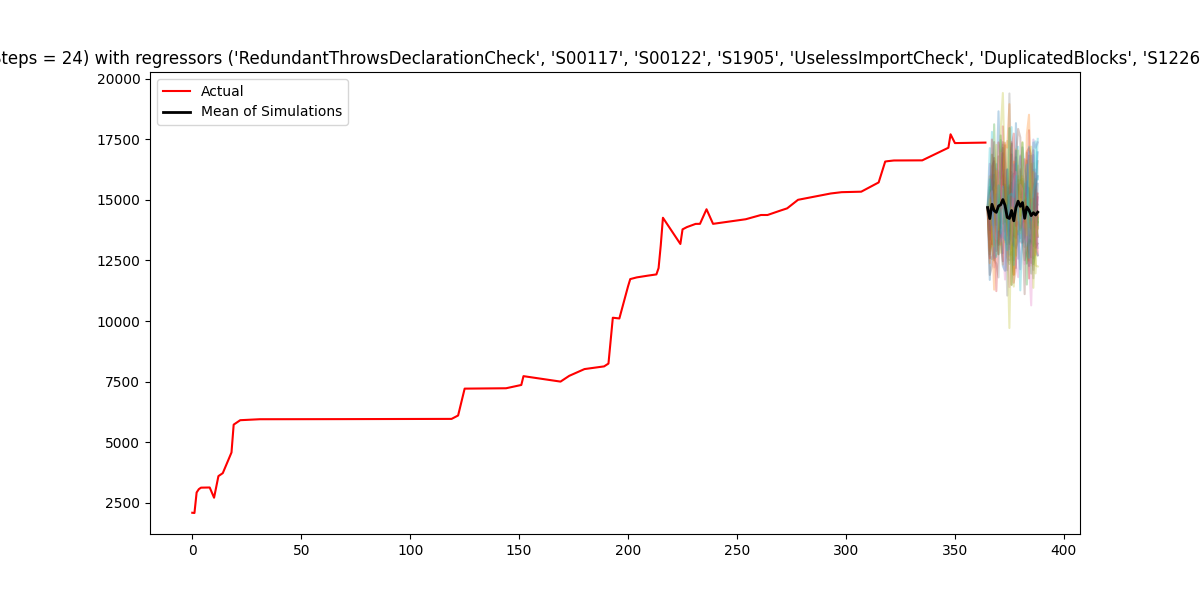 teps = 24) with regressors ('RedundantThrowsDeclarationCheck', 'S00117', 'S00122', 'S1905', 'UselessImportCheck', 'DuplicatedBlocks', 'S1226
Actual
Mean of Simulations
20000
17500
15000
12500
10000
7500
5000
2500
0 50 100 150 200 250 300 350 400